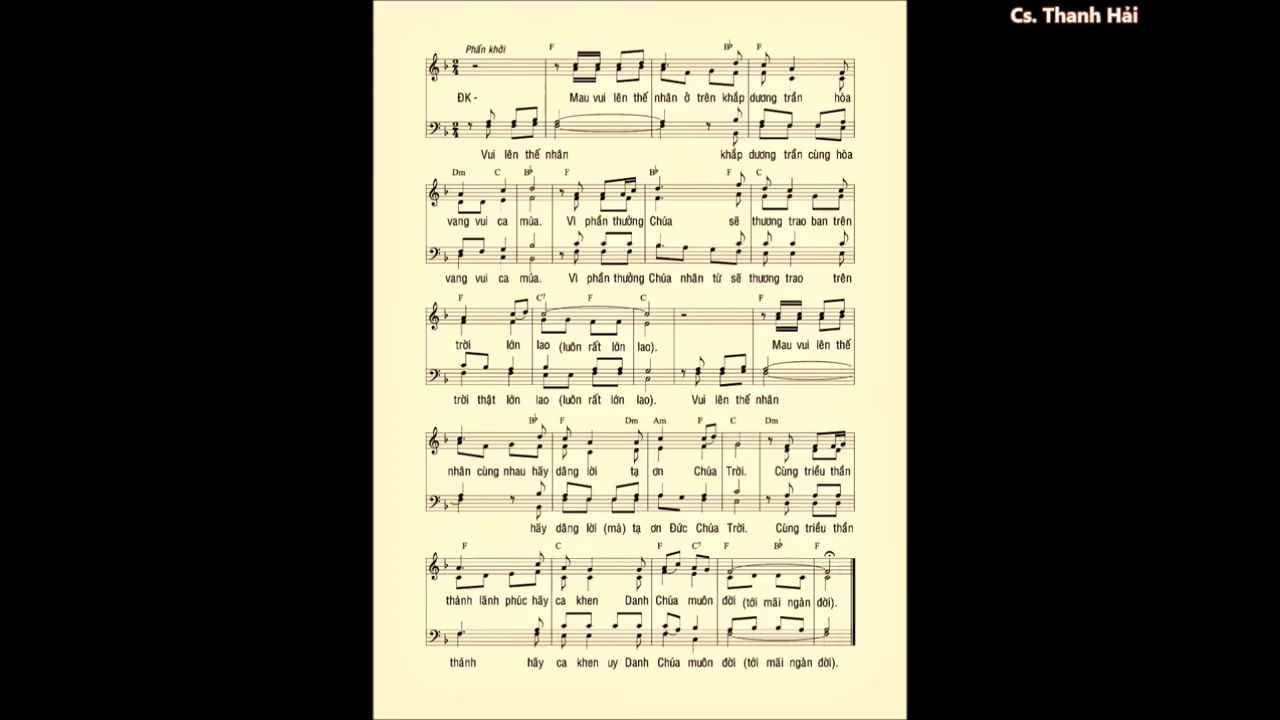 Cs. Thanh Hải
Phấn khởi
F B♭ F
ĐK - Mau vui lên thế nhân ở trên khắp dương trần hòa
Vui lên thế nhân khắp dương trần cùng hòa
Dm C B♭ F B♭ F C
vang vui ca múa. Vì phần thưởng Chúa sẽ thương trao ban trên
vang vui ca múa. Vì phần thưởng Chúa nhân từ sẽ thương trao trên
F C7 F C F
trời lớn lao (luôn rất lớn lao). Mau vui lên thế
trời thật lớn lao (luôn rất lớn lao). Vui lên thế nhân
B♭ F Dm Am F C Dm
nhân cùng nhau hãy dâng lời tạ ơn Chúa Trời. Cùng triều thần
hãy dâng lời (mà) tạ ơn Đức Chúa Trời. Cùng triều thần
F C F C7 F B♭ F
thánh lãnh phúc hãy ca khen Danh Chúa muôn đời (tới mãi ngàn đời).
thánh hãy ca khen uy Danh Chúa muôn đời (tới mãi ngàn đời).